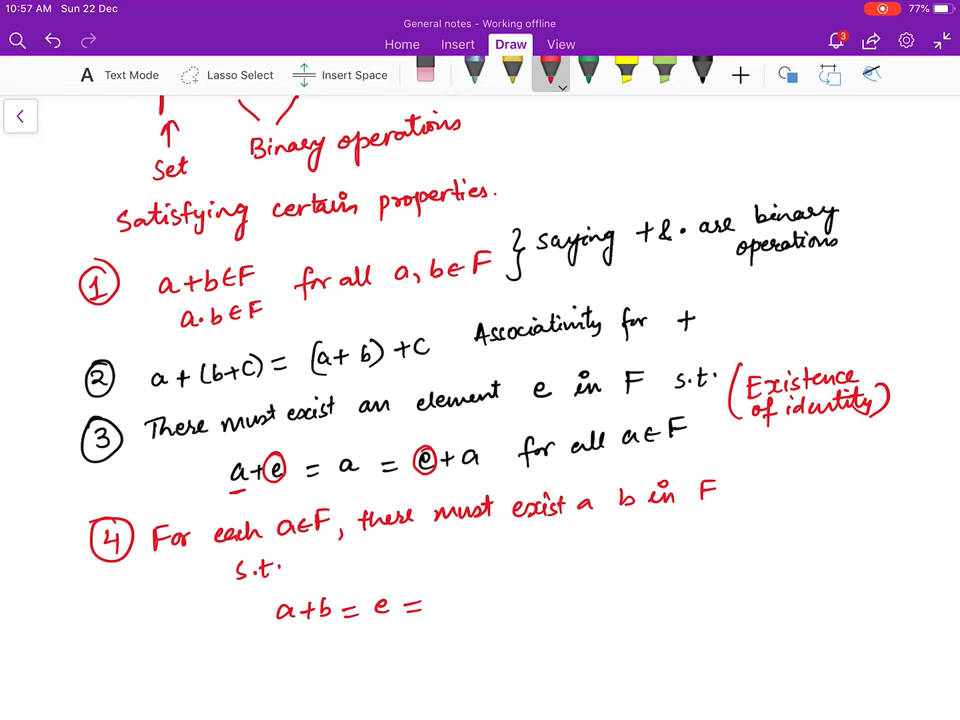 10:57 AM Sun 22 Dec
77%
General notes - Working offline
Home Insert Draw View
3
A Text Mode Lasso Select Insert Space
Binary operations
Set
Satisfying certain properties.
① a+b∈F for all a, b∈F } saying + & · are binary operations
a·b∈F
② a + (b+c) = (a+b) + c Associativity for +
③ There must exist an element e in F s.t. (Existence of identity)
a+e = a = e+a for all a∈F
④ For each a∈F, there must exist a b in F
s.t.
a+b = e =